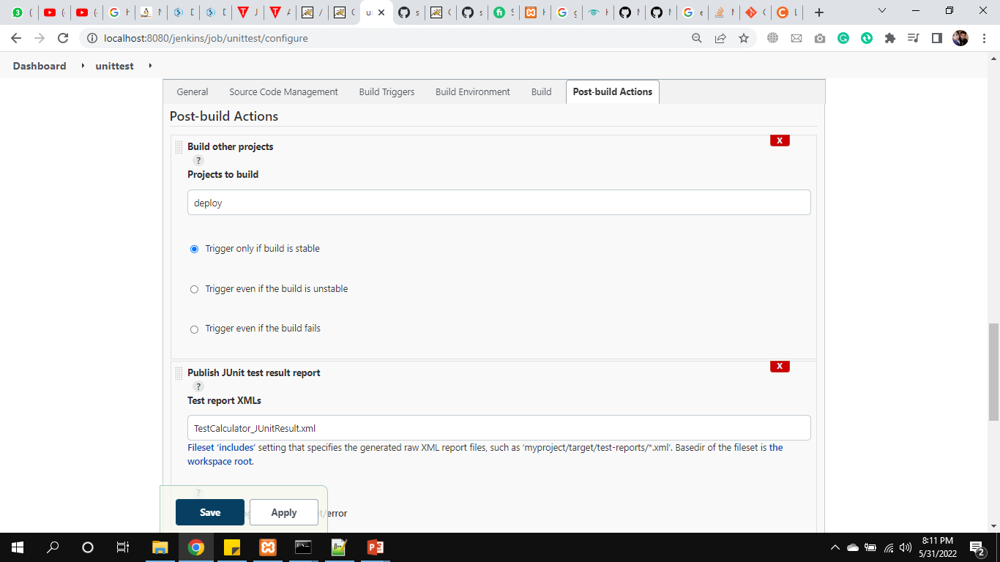 localhost:8080/jenkins/job/unittest/configure
Dashboard unittest
General Source Code Management Build Triggers Build Environment Build Post-build Actions
Post-build Actions
X
Build other projects
?
Projects to build
deploy
Trigger only if build is stable
Trigger even if the build is unstable
Trigger even if the build fails
X
Publish JUnit test result report
?
Test report XMLs
TestCalculator_JUnitResult.xml
Fileset 'includes' setting that specifies the generated raw XML report files, such as 'myproject/target/test-reports/*.xml'. Basedir of the fileset is the
workspace root.
?
Save Apply /error
8:11 PM
5/31/2022
2